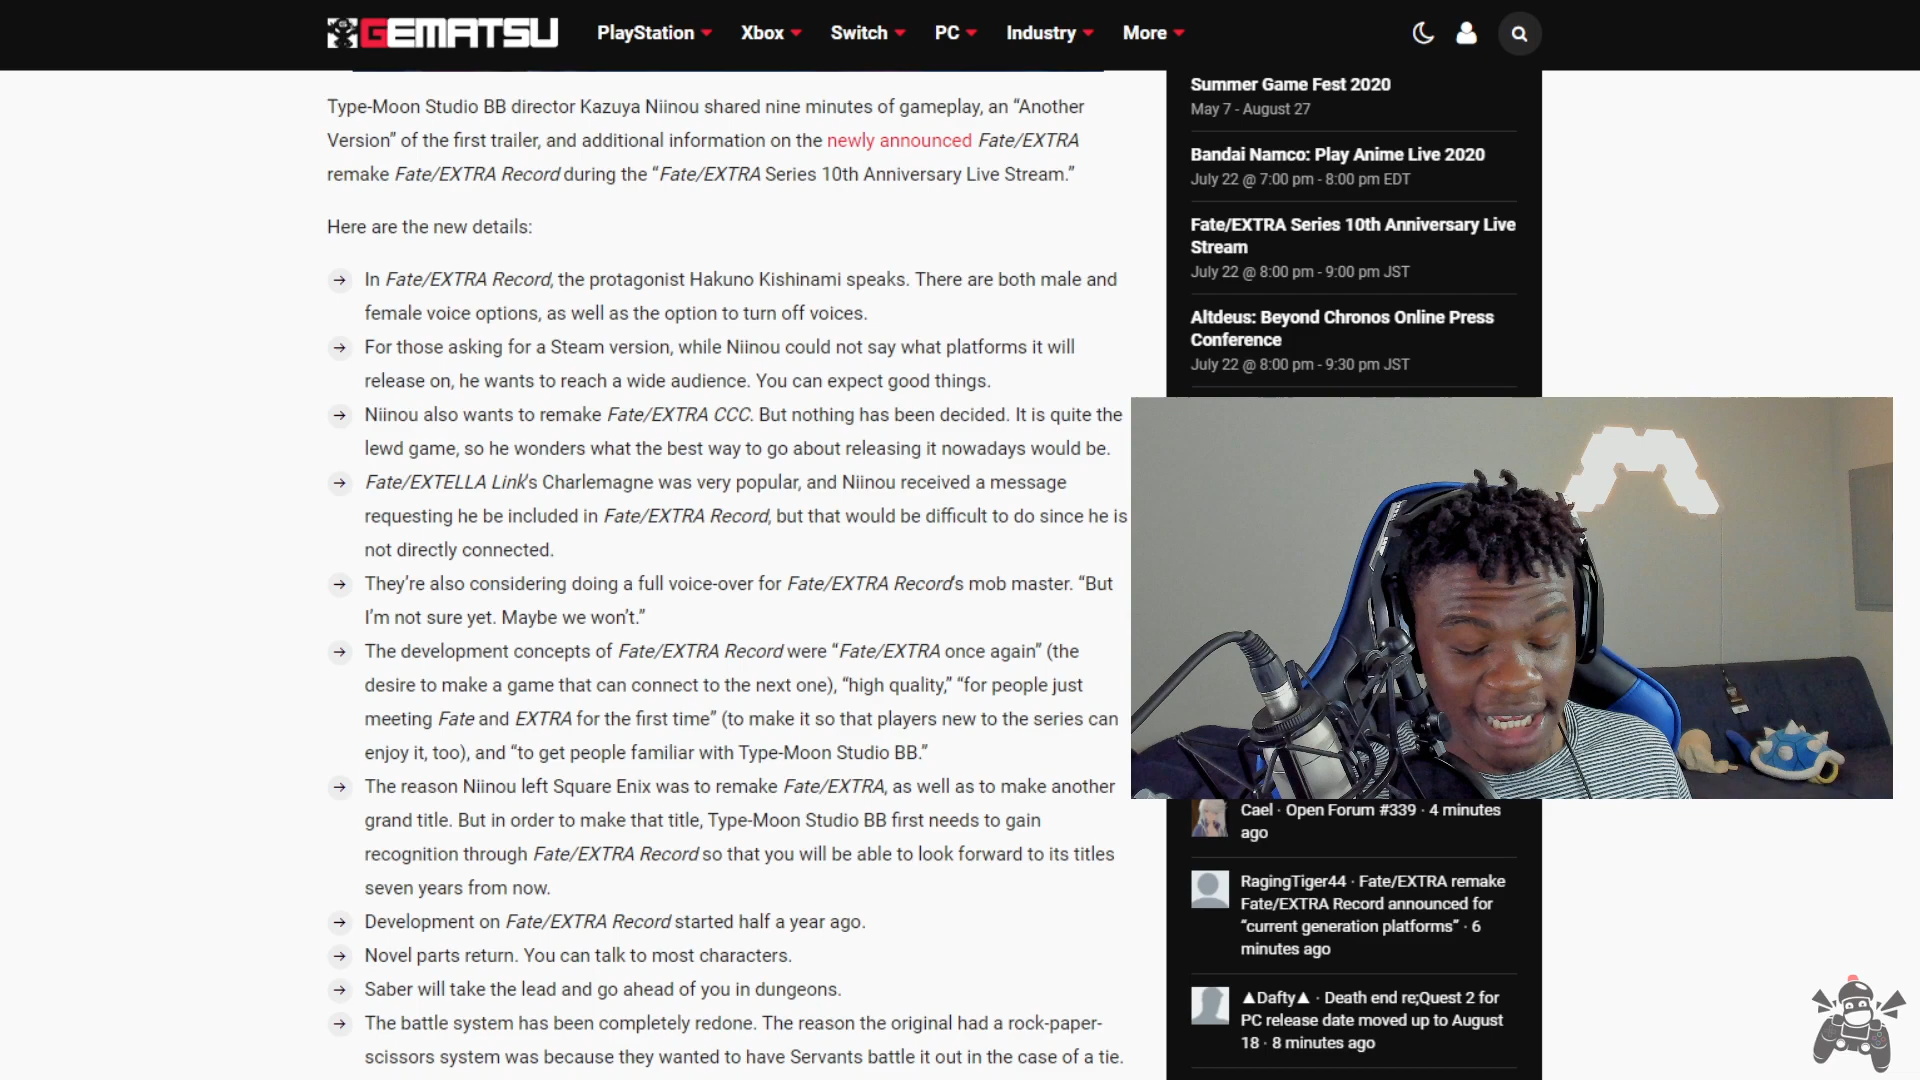 GEMATSU
PlayStation
Xbox
Switch
PC
Industry
More
Type-Moon Studio BB director Kazuya Niinou shared nine minutes of gameplay, an “Another
Version” of the first trailer, and additional information on the newly announced Fate/EXTRA
remake Fate/EXTRA Record during the “Fate/EXTRA Series 10th Anniversary Live Stream.”
Here are the new details:
In Fate/EXTRA Record, the protagonist Hakuno Kishinami speaks. There are both male and
female voice options, as well as the option to turn off voices.
For those asking for a Steam version, while Niinou could not say what platforms it will
release on, he wants to reach a wide audience. You can expect good things.
Niinou also wants to remake Fate/EXTRA CCC. But nothing has been decided. It is quite the
lewd game, so he wonders what the best way to go about releasing it nowadays would be.
Fate/EXTELLA Link’s Charlemagne was very popular, and Niinou received a message
requesting he be included in Fate/EXTRA Record, but that would be difficult to do since he is
not directly connected.
They’re also considering doing a full voice-over for Fate/EXTRA Record’s mob master. “But
I’m not sure yet. Maybe we won’t.”
The development concepts of Fate/EXTRA Record were “Fate/EXTRA once again” (the
desire to make a game that can connect to the next one), “high quality,” “for people just
meeting Fate and EXTRA for the first time” (to make it so that players new to the series can
enjoy it, too), and “to get people familiar with Type-Moon Studio BB.”
The reason Niinou left Square Enix was to remake Fate/EXTRA, as well as to make another
grand title. But in order to make that title, Type-Moon Studio BB first needs to gain
recognition through Fate/EXTRA Record so that you will be able to look forward to its titles
seven years from now.
Development on Fate/EXTRA Record started half a year ago.
Novel parts return. You can talk to most characters.
Saber will take the lead and go ahead of you in dungeons.
The battle system has been completely redone. The reason the original had a rock-paper-
scissors system was because they wanted to have Servants battle it out in the case of a tie.
Summer Game Fest 2020
May 7 - August 27
Bandai Namco: Play Anime Live 2020
July 22 @ 7:00 pm - 8:00 pm EDT
Fate/EXTRA Series 10th Anniversary Live
Stream
July 22 @ 8:00 pm - 9:00 pm JST
Altdeus: Beyond Chronos Online Press
Conference
July 22 @ 8:00 pm - 9:30 pm JST
Cael · Open Forum #339 · 4 minutes
ago
RagingTiger44 · Fate/EXTRA remake
Fate/EXTRA Record announced for
“current generation platforms” · 6
minutes ago
▲Dafty▲ · Death end re;Quest 2 for
PC release date moved up to August
18 · 8 minutes ago